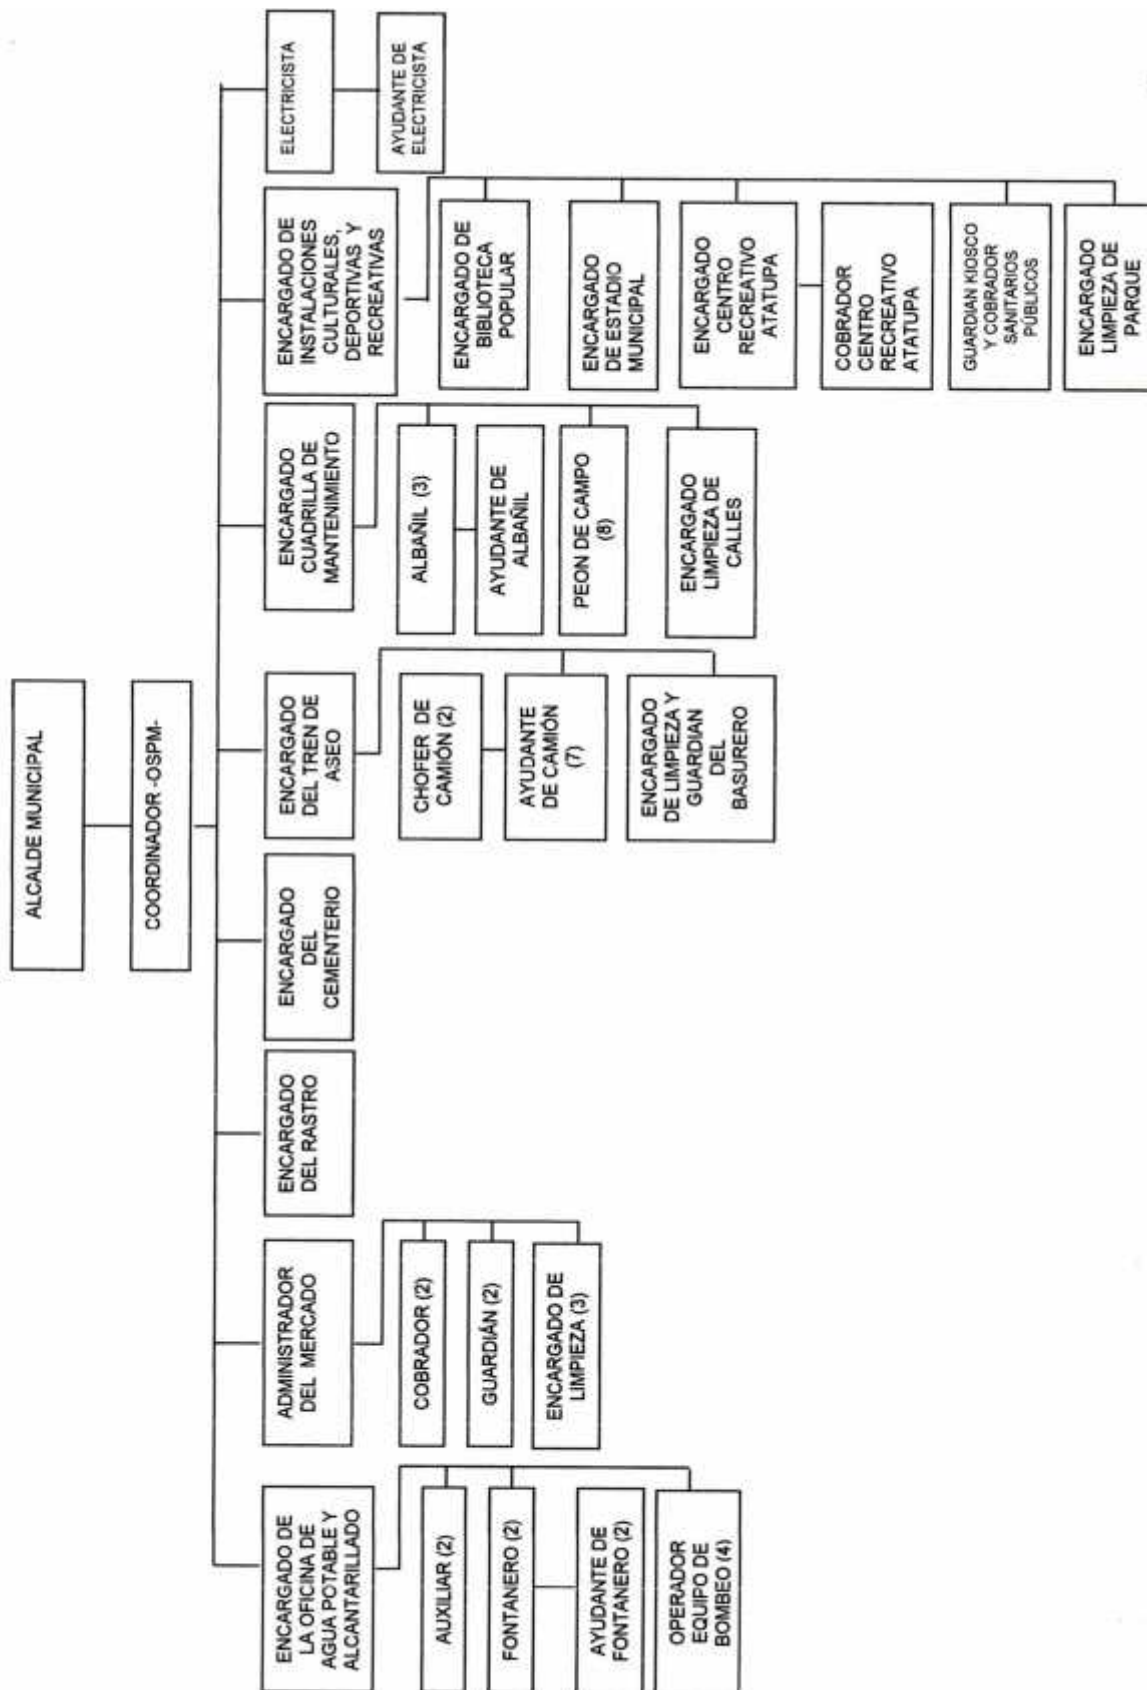 ALCALDE MUNICIPAL
COORDINADOR -OSPM-
ENCARGADO DE
LA OFICINA DE
AGUA POTABLE Y
ALCANTARILLADO
AUXILIAR (2)
FONTANERO (2)
AYUDANTE DE
FONTANERO (2)
OPERADOR
EQUIPO DE
BOMBEO (4)
ADMINISTRADOR
DEL MERCADO
COBRADOR (2)
GUARDIÁN (2)
ENCARGADO DE
LIMPIEZA (3)
ENCARGADO
DEL RASTRO
ENCARGADO
DEL
CEMENTERIO
ENCARGADO
DEL TREN DE
ASEO
CHOFER DE
CAMIÓN (2)
AYUDANTE
DE CAMIÓN
(7)
ENCARGADO
DE LIMPIEZA Y
GUARDIAN
DEL
BASURERO
ENCARGADO
CUADRILLA DE
MANTENIMIENTO
ALBAÑIL (3)
AYUDANTE DE
ALBAÑIL
PEON DE CAMPO
(8)
ENCARGADO
LIMPIEZA DE
CALLES
ENCARGADO DE
INSTALACIONES
CULTURALES,
DEPORTIVAS Y
RECREATIVAS
ENCARGADO DE
BIBLIOTECA
POPULAR
ENCARGADO
DE ESTADIO
MUNICIPAL
ENCARGADO
CENTRO
RECREATIVO
ATATUPA
COBRADOR
CENTRO
RECREATIVO
ATATUPA
GUARDIAN KIOSCO
Y COBRADOR
SANITARIOS
PÚBLICOS
ENCARGADO
LIMPIEZA DE
PARQUE
ELECTRICISTA
AYUDANTE DE
ELECTRICISTA